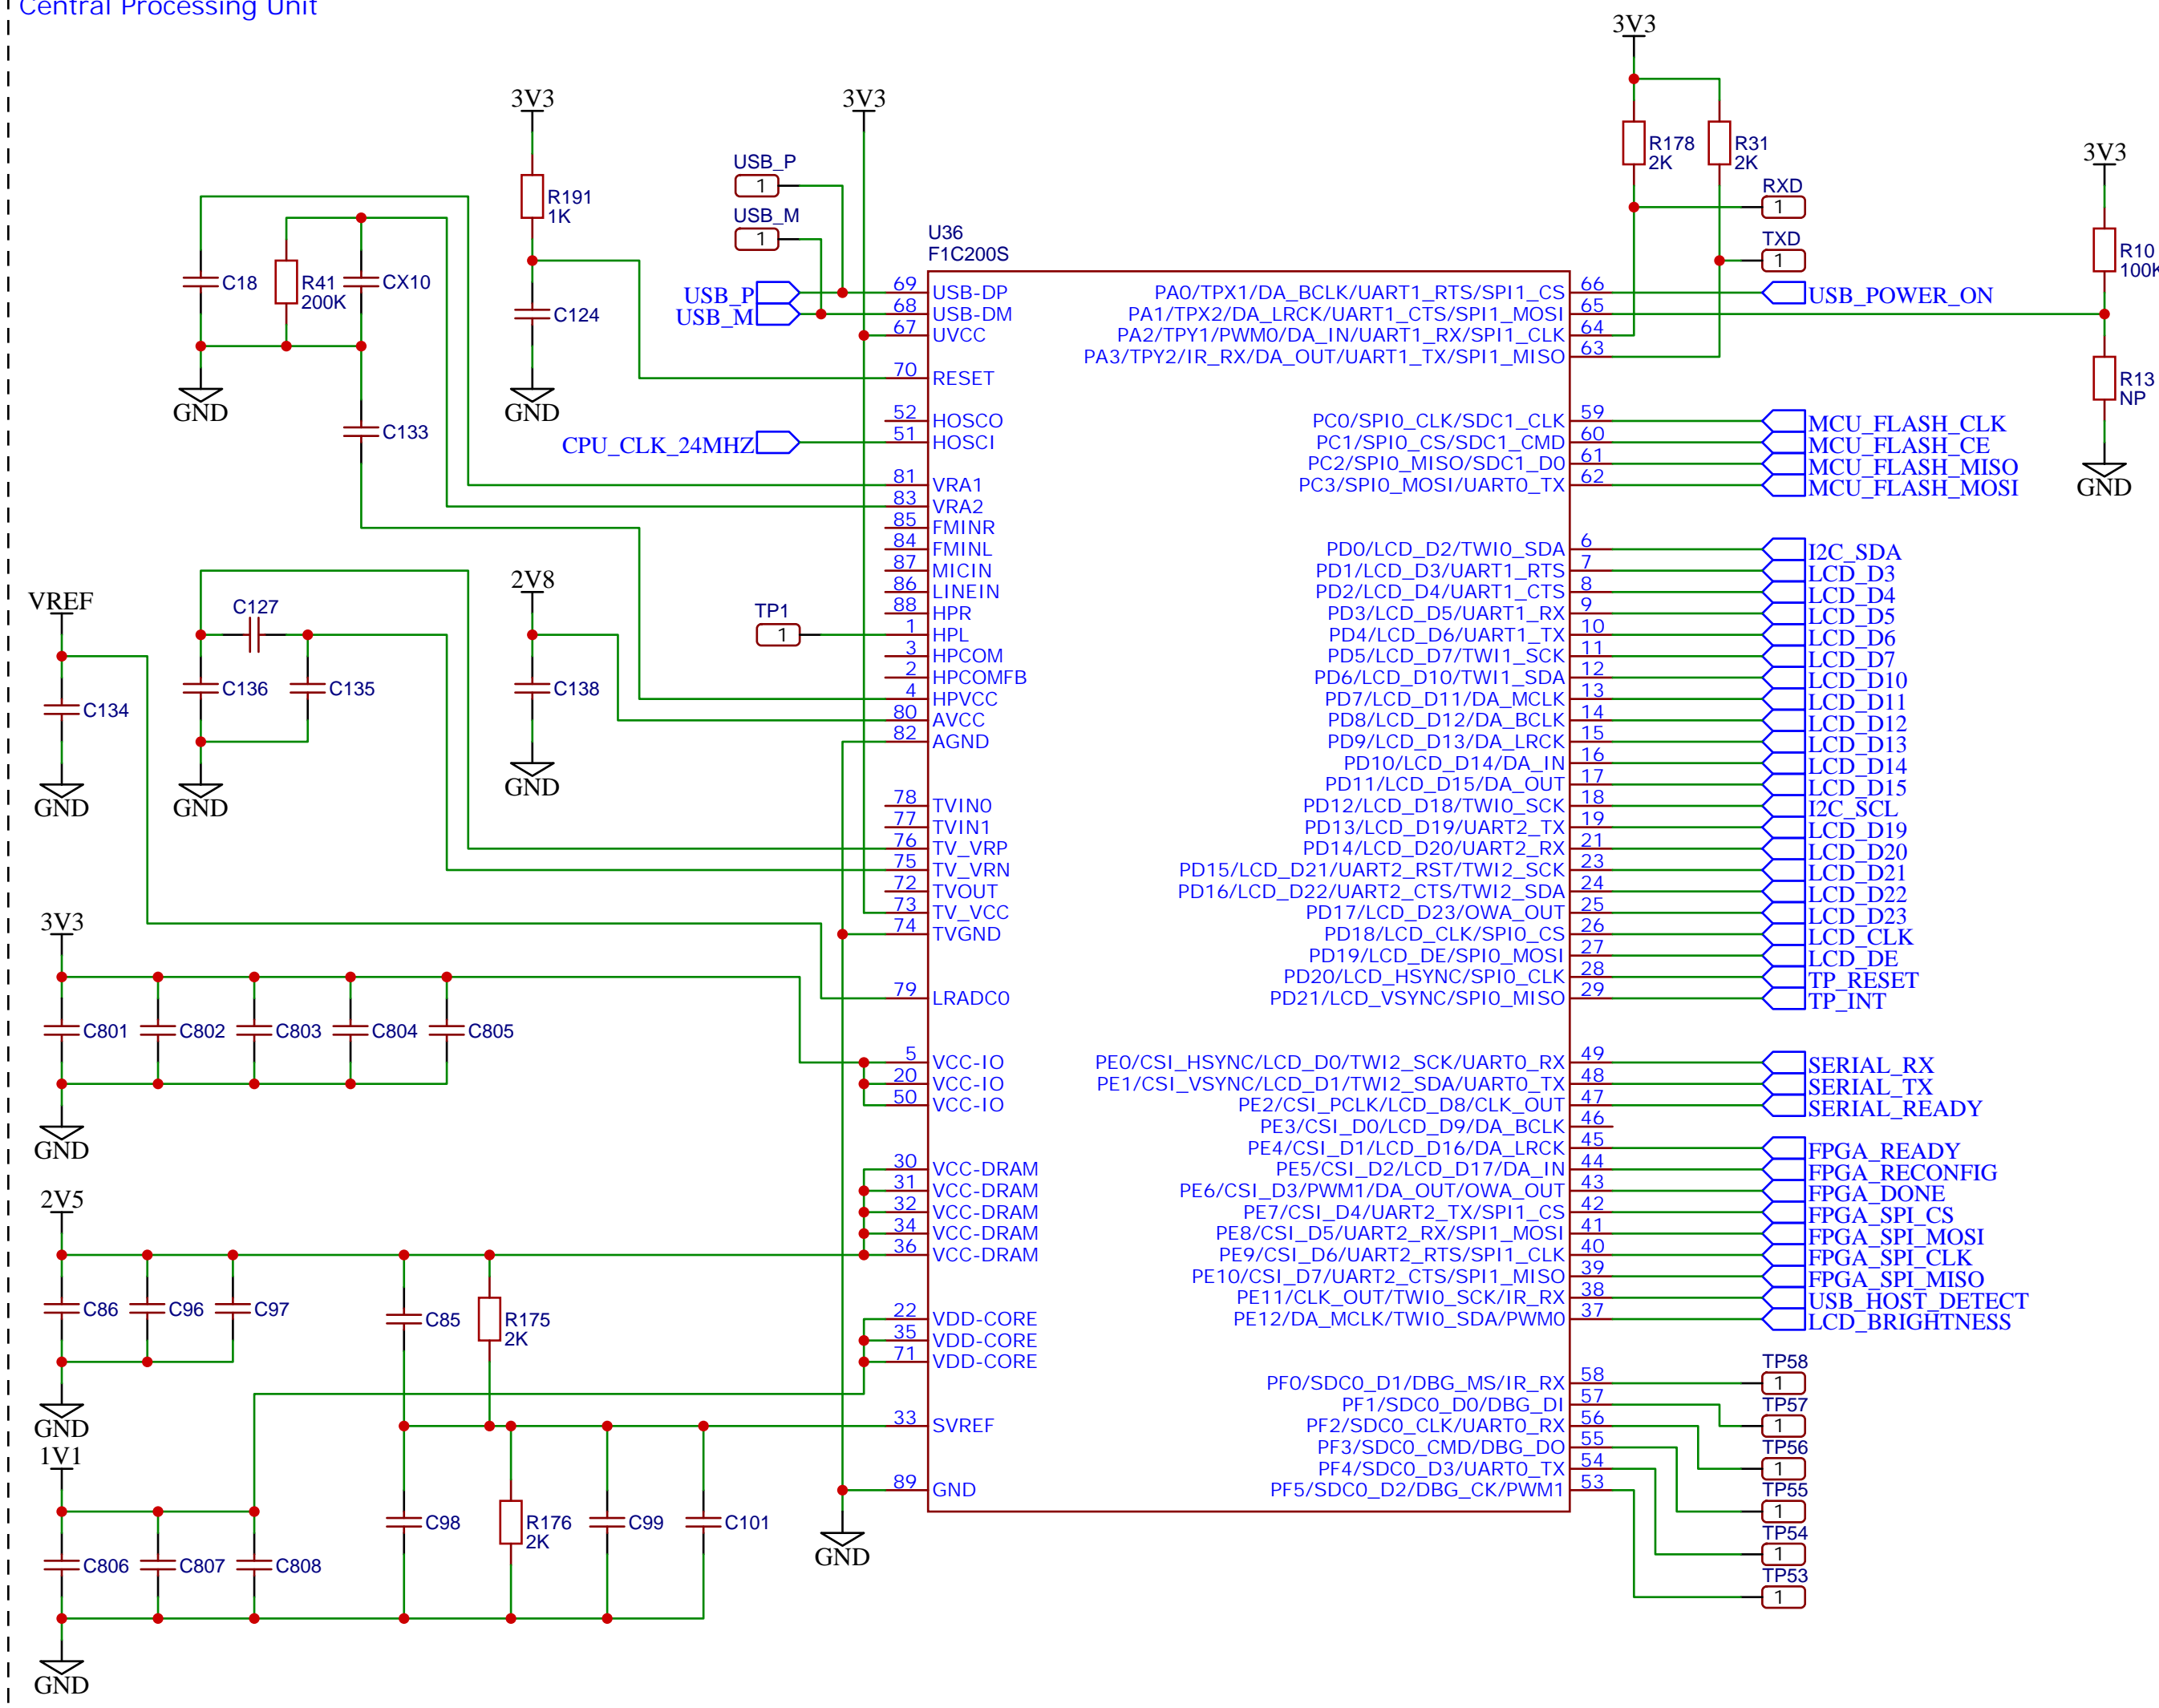 Central Processing Unit
3V3
R178
2K
R31
2K
RXD
1
TXD
1
3V3
R10
100K
R13
NP
GND
3V3
R191
1K
C124
GND
3V3
USB_P
1
USB_M
1
C18
R41
200K
CX10
GND
C133
USB_P
USB_M
CPU_CLK_24MHZ
VREF
C134
GND
C127
C136
C135
GND
2V8
C138
GND
TP1
1
3V3
C801
C802
C803
C804
C805
GND
2V5
C86
C96
C97
GND
C85
R175
2K
1V1
C806
C807
C808
C98
R176
2K
C99
C101
GND
GND
U36
F1C200S
69 USB-DP
68 USB-DM
67 UVCC
70 RESET
52 HOSCO
51 HOSCI
81 VRA1
83 VRA2
85 FMINR
84 FMINL
87 MICIN
86 LINEIN
88 HPR
1 HPL
3 HPCOM
2 HPCOMFB
4 HPVCC
80 AVCC
82 AGND
78 TVIN0
77 TVIN1
76 TV_VRP
75 TV_VRN
72 TVOUT
73 TV_VCC
74 TVGND
79 LRADC0
5 VCC-IO
20 VCC-IO
50 VCC-IO
30 VCC-DRAM
31 VCC-DRAM
32 VCC-DRAM
34 VCC-DRAM
36 VCC-DRAM
22 VDD-CORE
35 VDD-CORE
71 VDD-CORE
33 SVREF
89 GND
PA0/TPX1/DA_BCLK/UART1_RTS/SPI1_CS 66 USB_POWER_ON
PA1/TPX2/DA_LRCK/UART1_CTS/SPI1_MOSI 65
PA2/TPY1/PWM0/DA_IN/UART1_RX/SPI1_CLK 64
PA3/TPY2/IR_RX/DA_OUT/UART1_TX/SPI1_MISO 63
PC0/SPI0_CLK/SDC1_CLK 59 MCU_FLASH_CLK
PC1/SPI0_CS/SDC1_CMD 60 MCU_FLASH_CE
PC2/SPI0_MISO/SDC1_D0 61 MCU_FLASH_MISO
PC3/SPI0_MOSI/UART0_TX 62 MCU_FLASH_MOSI
PD0/LCD_D2/TWI0_SDA 6 I2C_SDA
PD1/LCD_D3/UART1_RTS 7 LCD_D3
PD2/LCD_D4/UART1_CTS 8 LCD_D4
PD3/LCD_D5/UART1_RX 9 LCD_D5
PD4/LCD_D6/UART1_TX 10 LCD_D6
PD5/LCD_D7/TWI1_SCK 11 LCD_D7
PD6/LCD_D10/TWI1_SDA 12 LCD_D10
PD7/LCD_D11/DA_MCLK 13 LCD_D11
PD8/LCD_D12/DA_BCLK 14 LCD_D12
PD9/LCD_D13/DA_LRCK 15 LCD_D13
PD10/LCD_D14/DA_IN 16 LCD_D14
PD11/LCD_D15/DA_OUT 17 LCD_D15
PD12/LCD_D18/TWI0_SCK 18 I2C_SCL
PD13/LCD_D19/UART2_TX 19 LCD_D19
PD14/LCD_D20/UART2_RX 21 LCD_D20
PD15/LCD_D21/UART2_RST/TWI2_SCK 23 LCD_D21
PD16/LCD_D22/UART2_CTS/TWI2_SDA 24 LCD_D22
PD17/LCD_D23/OWA_OUT 25 LCD_D23
PD18/LCD_CLK/SPI0_CS 26 LCD_CLK
PD19/LCD_DE/SPI0_MOSI 27 LCD_DE
PD20/LCD_HSYNC/SPI0_CLK 28 TP_RESET
PD21/LCD_VSYNC/SPI0_MISO 29 TP_INT
PE0/CSI_HSYNC/LCD_D0/TWI2_SCK/UART0_RX 49 SERIAL_RX
PE1/CSI_VSYNC/LCD_D1/TWI2_SDA/UART0_TX 48 SERIAL_TX
PE2/CSI_PCLK/LCD_D8/CLK_OUT 47 SERIAL_READY
PE3/CSI_D0/LCD_D9/DA_BCLK 46
PE4/CSI_D1/LCD_D16/DA_LRCK 45 FPGA_READY
PE5/CSI_D2/LCD_D17/DA_IN 44 FPGA_RECONFIG
PE6/CSI_D3/PWM1/DA_OUT/OWA_OUT 43 FPGA_DONE
PE7/CSI_D4/UART2_TX/SPI1_CS 42 FPGA_SPI_CS
PE8/CSI_D5/UART2_RX/SPI1_MOSI 41 FPGA_SPI_MOSI
PE9/CSI_D6/UART2_RTS/SPI1_CLK 40 FPGA_SPI_CLK
PE10/CSI_D7/UART2_CTS/SPI1_MISO 39 FPGA_SPI_MISO
PE11/CLK_OUT/TWI0_SCK/IR_RX 38 USB_HOST_DETECT
PE12/DA_MCLK/TWI0_SDA/PWM0 37 LCD_BRIGHTNESS
PF0/SDC0_D1/DBG_MS/IR_RX 58
PF1/SDC0_D0/DBG_DI 57
PF2/SDC0_CLK/UART0_RX 56
PF3/SDC0_CMD/DBG_DO 55
PF4/SDC0_D3/UART0_TX 54
PF5/SDC0_D2/DBG_CK/PWM1 53
TP58
1
TP57
1
TP56
1
TP55
1
TP54
1
TP53
1